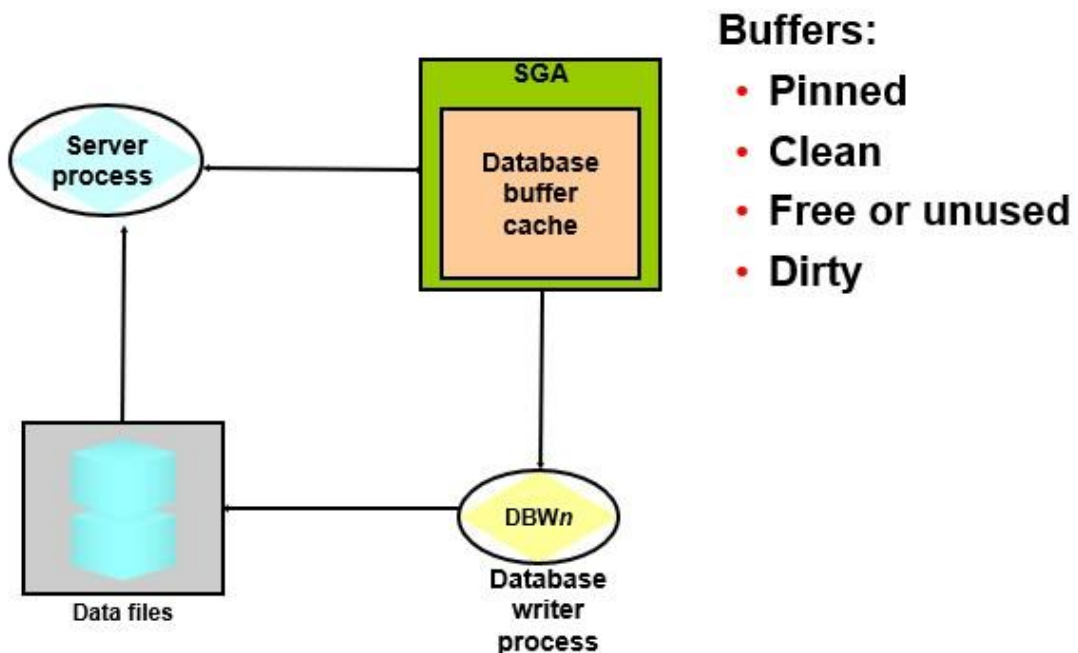 Buffers:
• Pinned
• Clean
• Free or unused
• Dirty
SGA
Database
buffer
cache
Server
process
DBWn
Database
writer
process
Data files